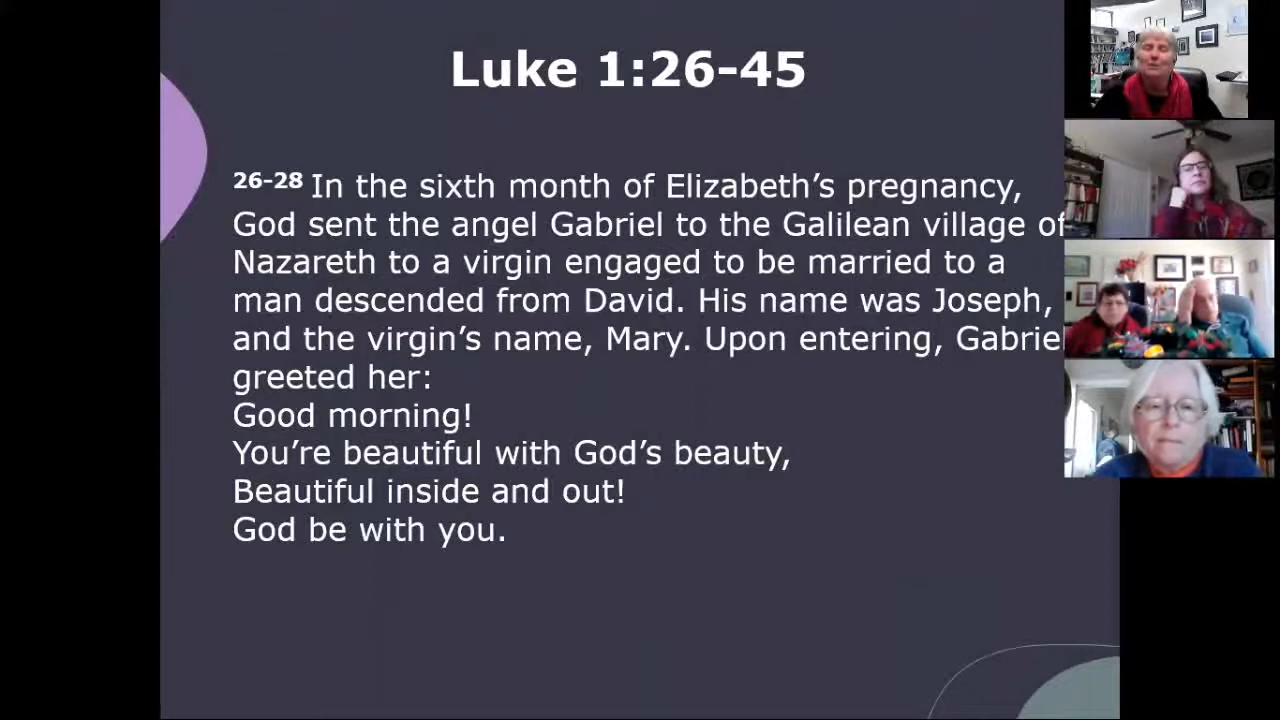 Luke 1:26-45
26-28 In the sixth month of Elizabeth’s pregnancy,
God sent the angel Gabriel to the Galilean village of
Nazareth to a virgin engaged to be married to a
man descended from David. His name was Joseph,
and the virgin’s name, Mary. Upon entering, Gabrie
greeted her:
Good morning!
You’re beautiful with God’s beauty,
Beautiful inside and out!
God be with you.